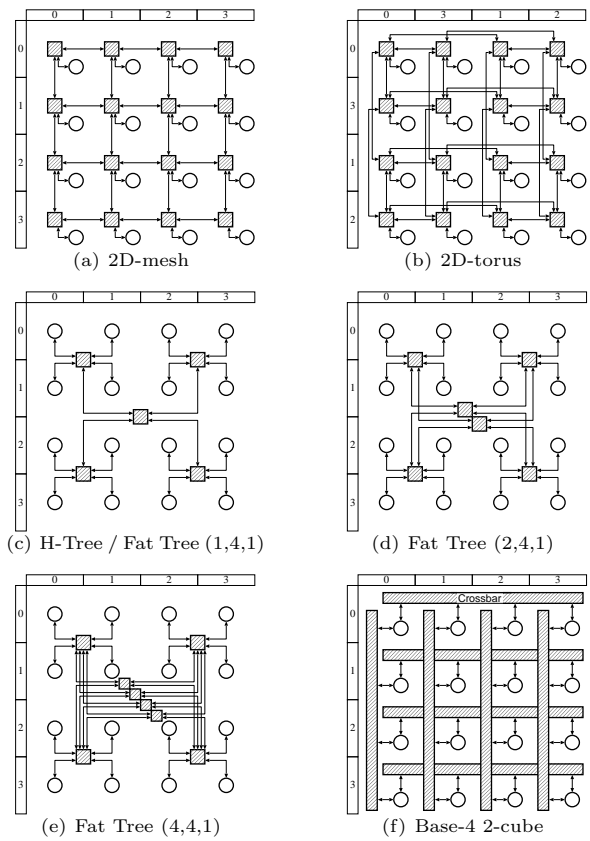 0 1 2 3
0
1
2
3
(a) 2D-mesh
0 3 1 2
0
3
1
2
(b) 2D-torus
0 1 2 3
0
1
2
3
(c) H-Tree / Fat Tree (1,4,1)
0 1 2 3
0
1
2
3
(d) Fat Tree (2,4,1)
0 1 2 3
0
1
2
3
(e) Fat Tree (4,4,1)
0 1 2 3
Crossbar
0
1
2
3
(f) Base-4 2-cube